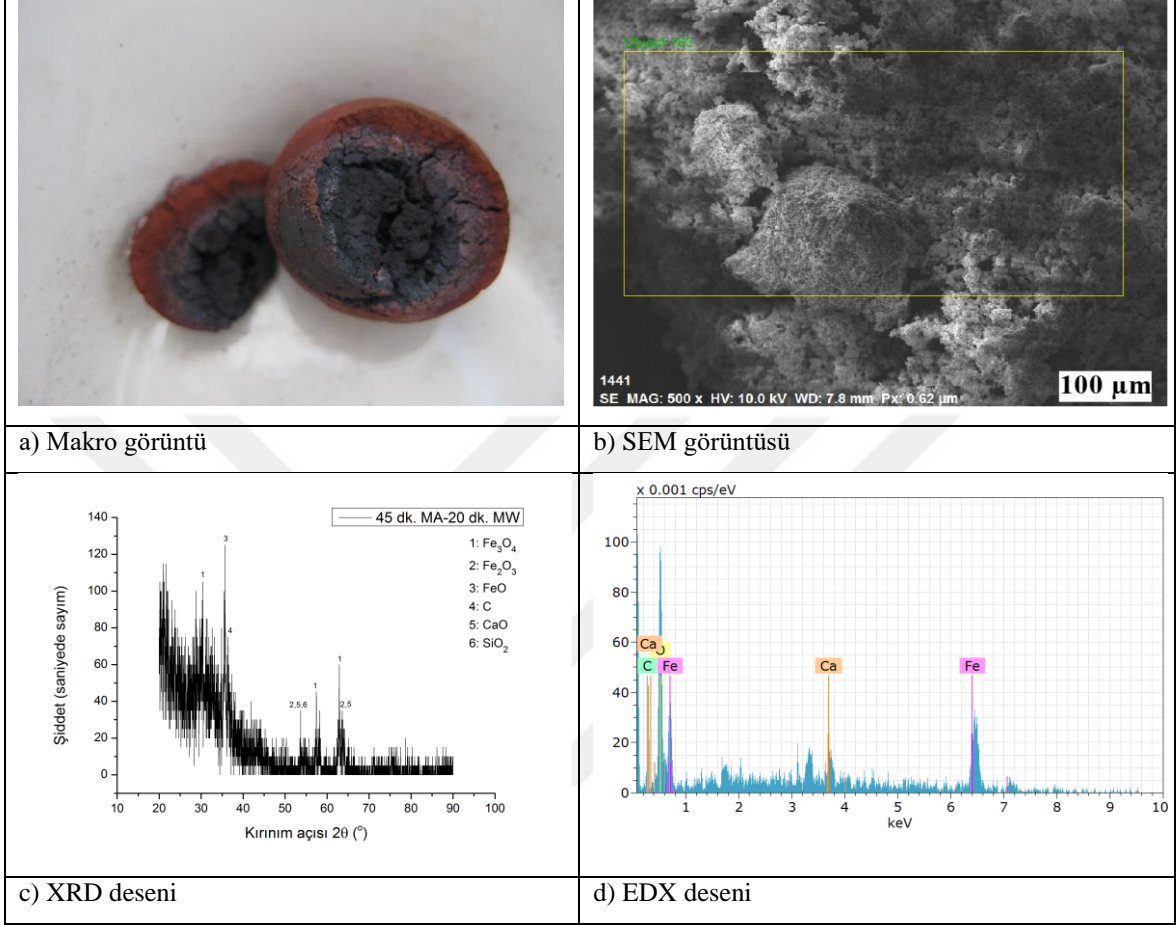 1441
SE MAG: 500 x HV: 10.0 kV WD: 7.8 mm Px: 0.62 µm
100 µm
a) Makro görüntü
b) SEM görüntüsü
140
120
100
80
60
40
20
0
10 20 30 40 50 60 70 80 90 100
Şiddet (saniyede sayım)
Kırınım açısı 2θ (°)
45 dk. MA-20 dk. MW
1: Fe₃O₄
2: Fe₂O₃
3: FeO
4: C
5: CaO
6: SiO₂
1
3
4
2,5,6
1
1
2,5
x 0.001 cps/eV
100
80
60
40
20
0
Ca
O
C Fe
Ca
Fe
1 2 3 4 5 6 7 8 9 10
keV
c) XRD deseni
d) EDX deseni